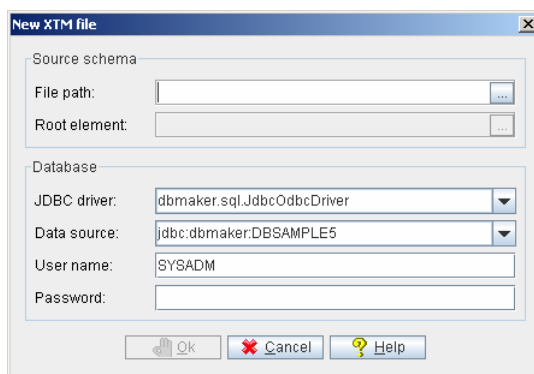 New XTM file
Source schema
File path:
...
Root element:
...
Database
JDBC driver: dbmaker.sql.JdbcOdbcDriver
Data source: jdbc:dbmaker:DBSAMPLE5
User name: SYSADM
Password:
Ok Cancel Help